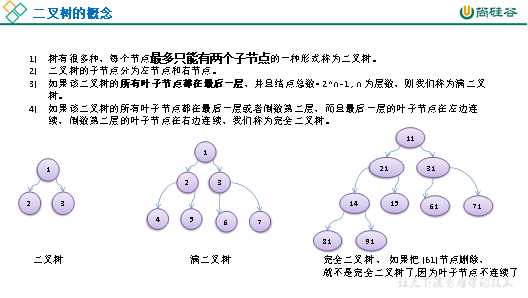 二叉树的概念
尚硅谷
1) 树有很多种，每个节点最多只能有两个子节点的一种形式称为二叉树。
2) 二叉树的子节点分为左节点和右节点。
3) 如果该二叉树的所有叶子节点都在最后一层，并且结点总数= 2^n-1 , n 为层数，则我们称为满二叉
树。
4) 如果该二叉树的所有叶子节点都在最后一层或者倒数第二层，而且最后一层的叶子节点在左边连
续，倒数第二层的叶子节点在右边连续，我们称为完全二叉树。
1
2 3
1
2 3
4 5 6 7
11
21 31
14 15 61 71
81 91
二叉树
满二叉树
完全二叉树 、 如果把 (61)节点删除，
就不是完全二叉树了,因为叶子节点不连续了
让天下没有难学的技术